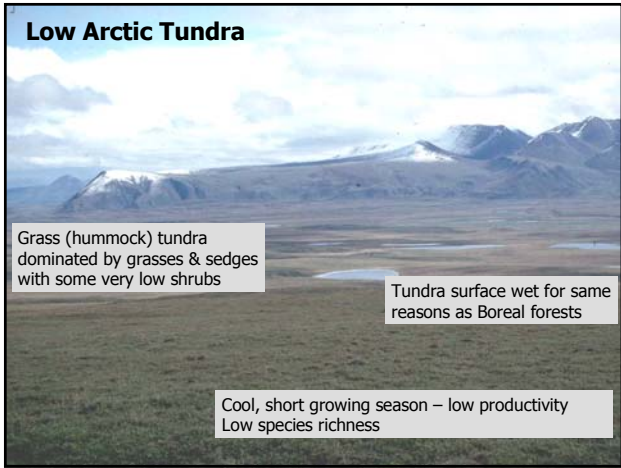 Low Arctic Tundra
Grass (hummock) tundra
dominated by grasses & sedges
with some very low shrubs
Tundra surface wet for same
reasons as Boreal forests
Cool, short growing season – low productivity
Low species richness